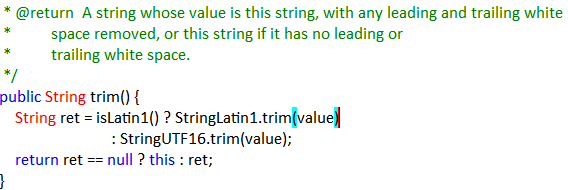 * @return  A string whose value is this string, with any leading and trailing white
*          space removed, or this string if it has no leading or
*          trailing white space.
*/
public String trim() {
    String ret = isLatin1() ? StringLatin1.trim(value)
                            : StringUTF16.trim(value);
    return ret == null ? this : ret;
}